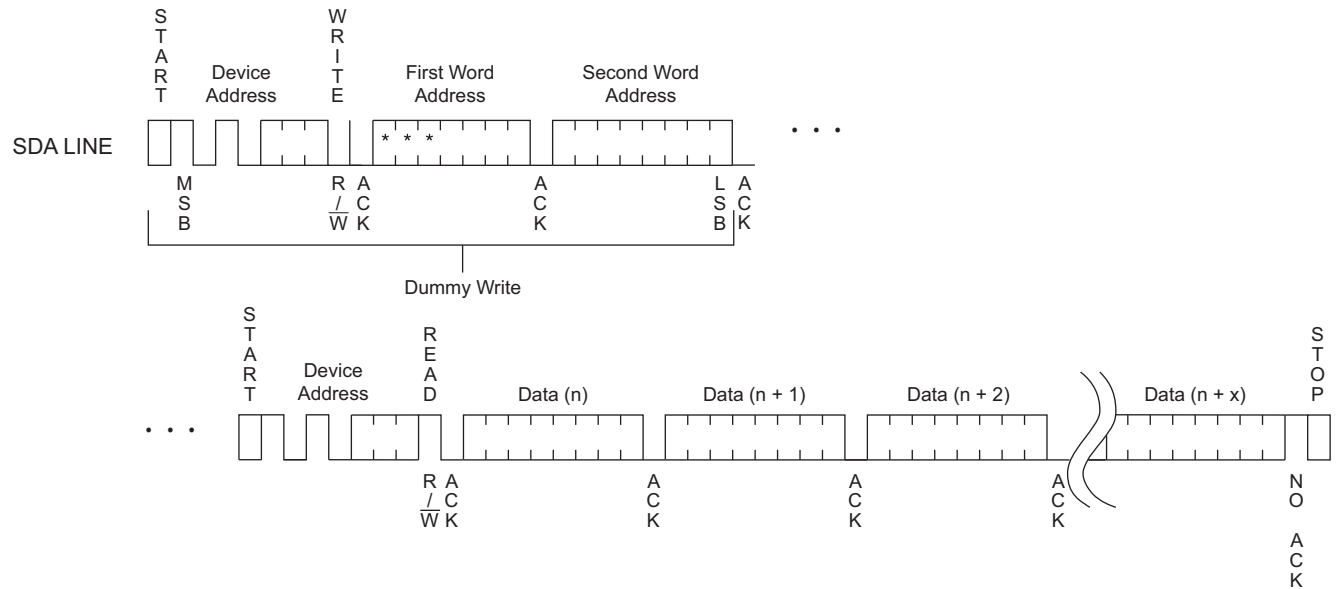 START
WRITE
Device
Address
First Word
Address
Second Word
Address
SDA LINE
* * *
. . .
MSB
R/W
ACK
ACK
LSB
ACK
Dummy Write
START
READ
STOP
Device
Address
Data (n)
Data (n + 1)
Data (n + 2)
Data (n + x)
. . .
R/W
ACK
ACK
ACK
ACK
NO ACK